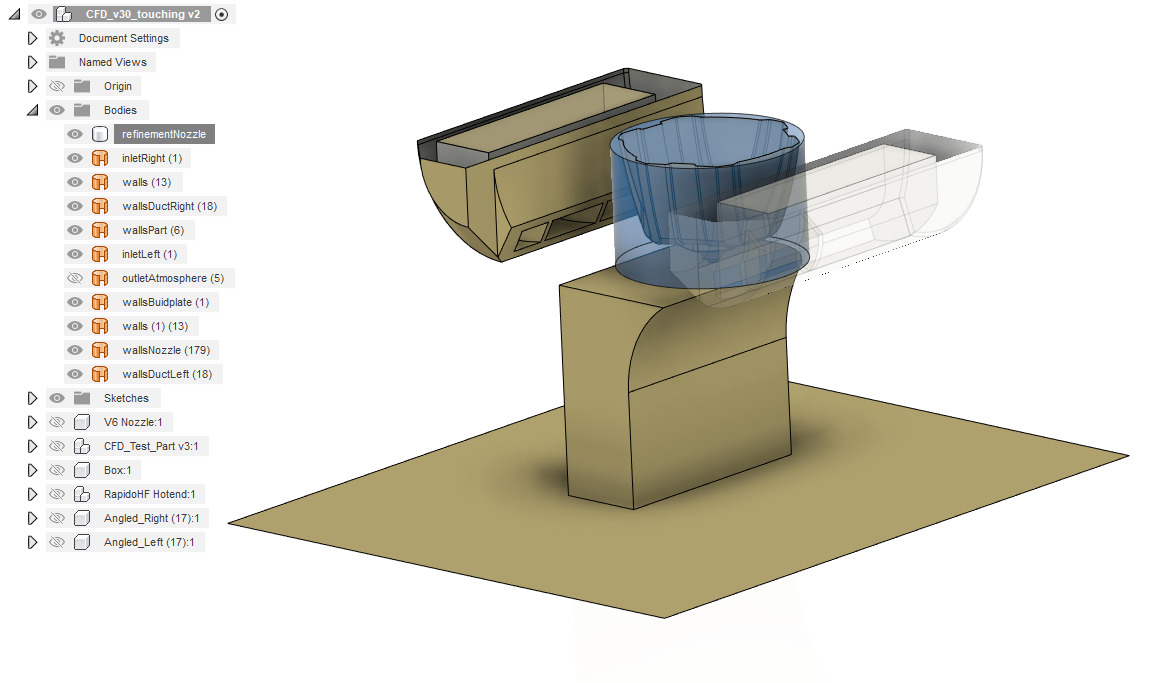 CFD_v30_touching v2
Document Settings
Named Views
Origin
Bodies
refinementNozzle
inletRight (1)
walls (13)
wallsDuctRight (18)
wallsPart (6)
inletLeft (1)
outletAtmosphere (5)
wallsBuidplate (1)
walls (1) (13)
wallsNozzle (179)
wallsDuctLeft (18)
Sketches
V6 Nozzle:1
CFD_Test_Part v3:1
Box:1
RapidoHF Hotend:1
Angled_Right (17):1
Angled_Left (17):1